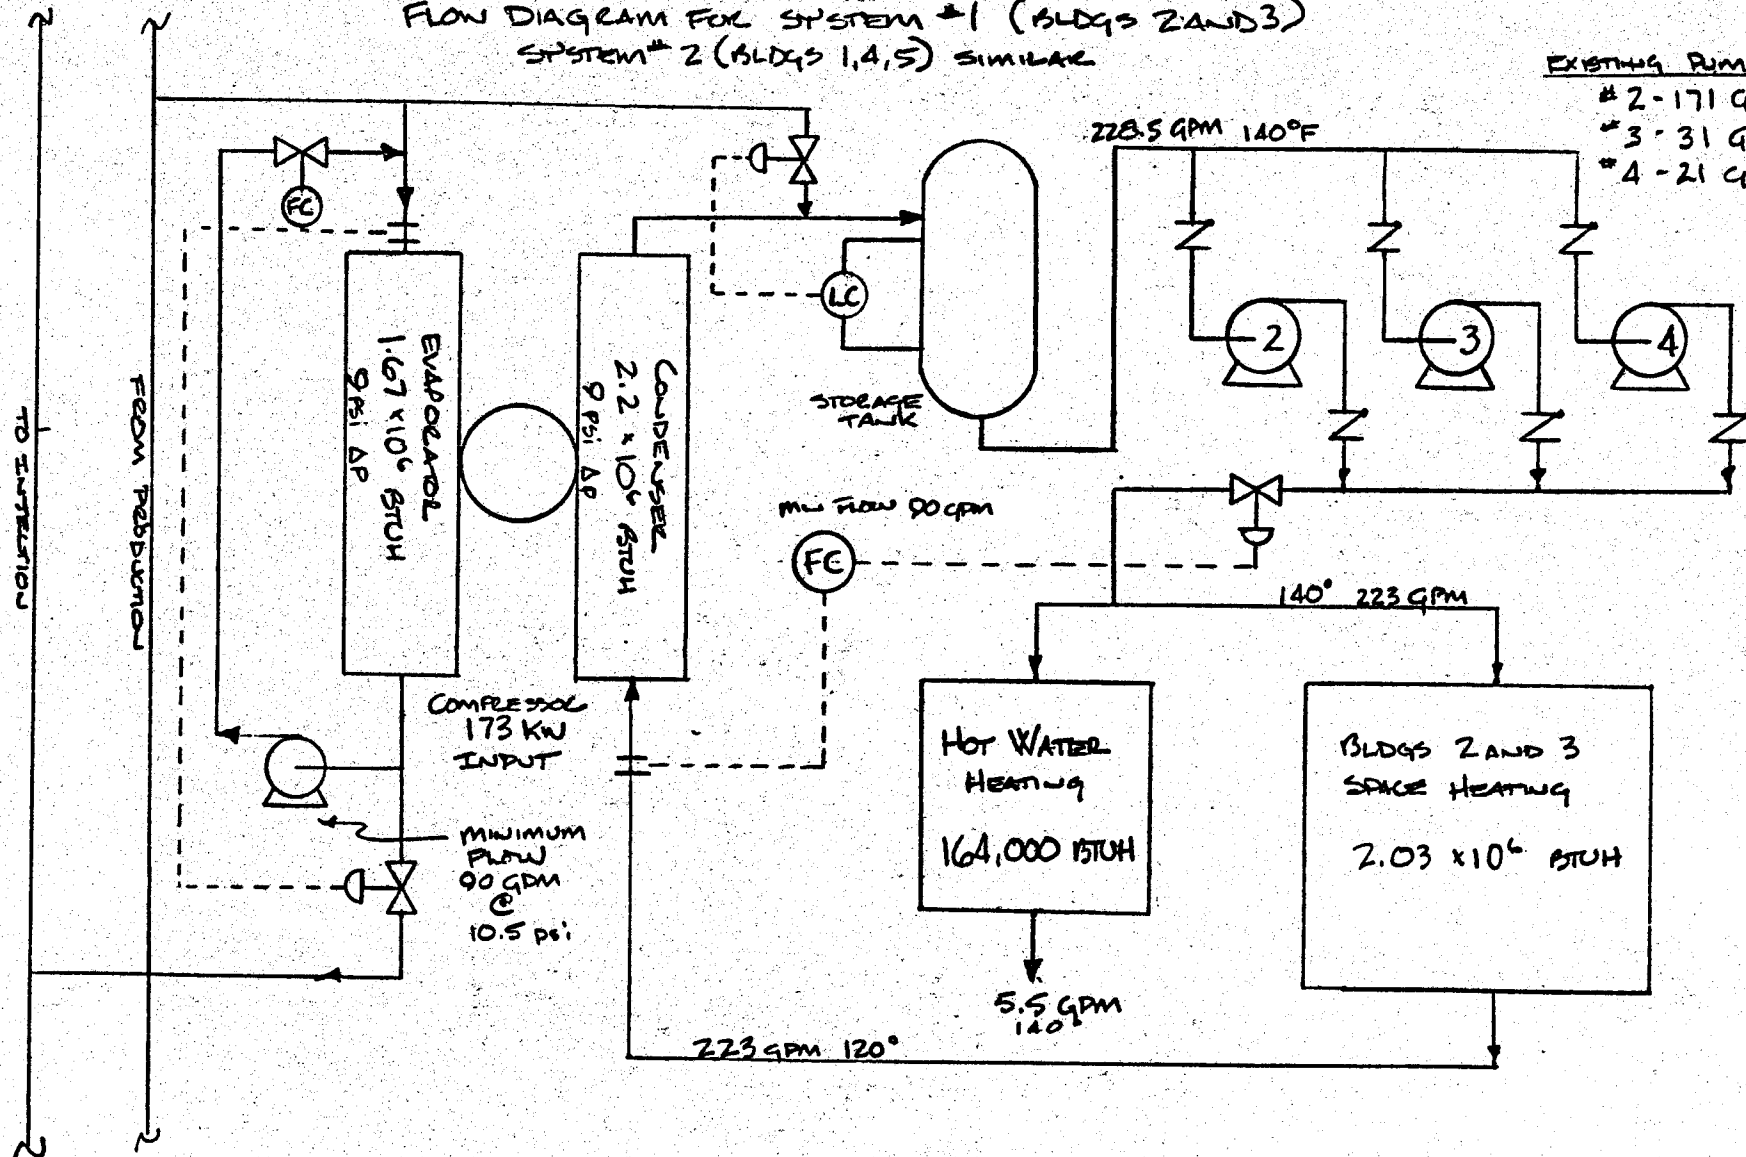 FLOW DIAGRAM FOR SYSTEM #1 (BLDGS 2 AND 3)
SYSTEM # 2 (BLDGS 1,4,5) SIMILAR
EXISTING PUM
# 2 - 171 G
# 3 - 31 G
# 4 - 21 G
228.5 GPM 140°F
FC
LC
2
3
4
STORAGE
TANK
TO INJECTION
FROM PRODUCTION
EVAPORATOR
1.67 x10⁶ BTUH
9 PSI ΔP
CONDENSER
2.2 x10⁶ BTUH
9 PSI ΔP
MIN FLOW 90 GPM
FC
140° 223 GPM
COMPRESSOR
173 KW
INPUT
MINIMUM
FLOW
90 GPM
@
10.5 psi
HOT WATER
HEATING
164,000 BTUH
BLDGS 2 AND 3
SPACE HEATING
2.03 x10⁶ BTUH
5.5 GPM
140°
223 GPM 120°